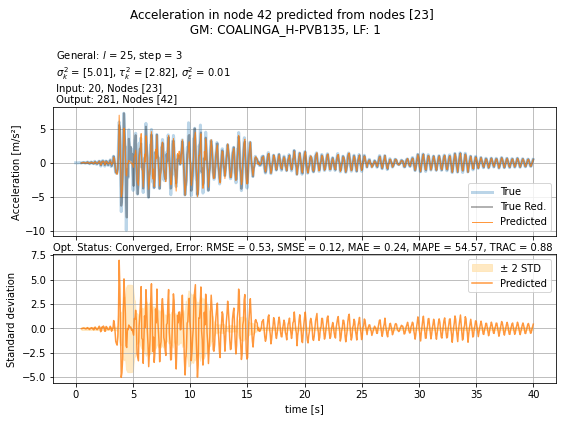 Acceleration in node 42 predicted from nodes [23]
GM: COALINGA_H-PVB135, LF: 1
General: l = 25, step = 3
σ²ₖ = [5.01], τ²ₖ = [2.82], σ²ε = 0.01
Input: 20, Nodes [23]
Output: 281, Nodes [42]
Acceleration [m/s²]
5
0
−5
−10
True
True Red.
Predicted
Opt. Status: Converged, Error: RMSE = 0.53, SMSE = 0.12, MAE = 0.24, MAPE = 54.57, TRAC = 0.88
Standard deviation
7.5
5.0
2.5
0.0
−2.5
−5.0
± 2 STD
Predicted
0 5 10 15 20 25 30 35 40
time [s]